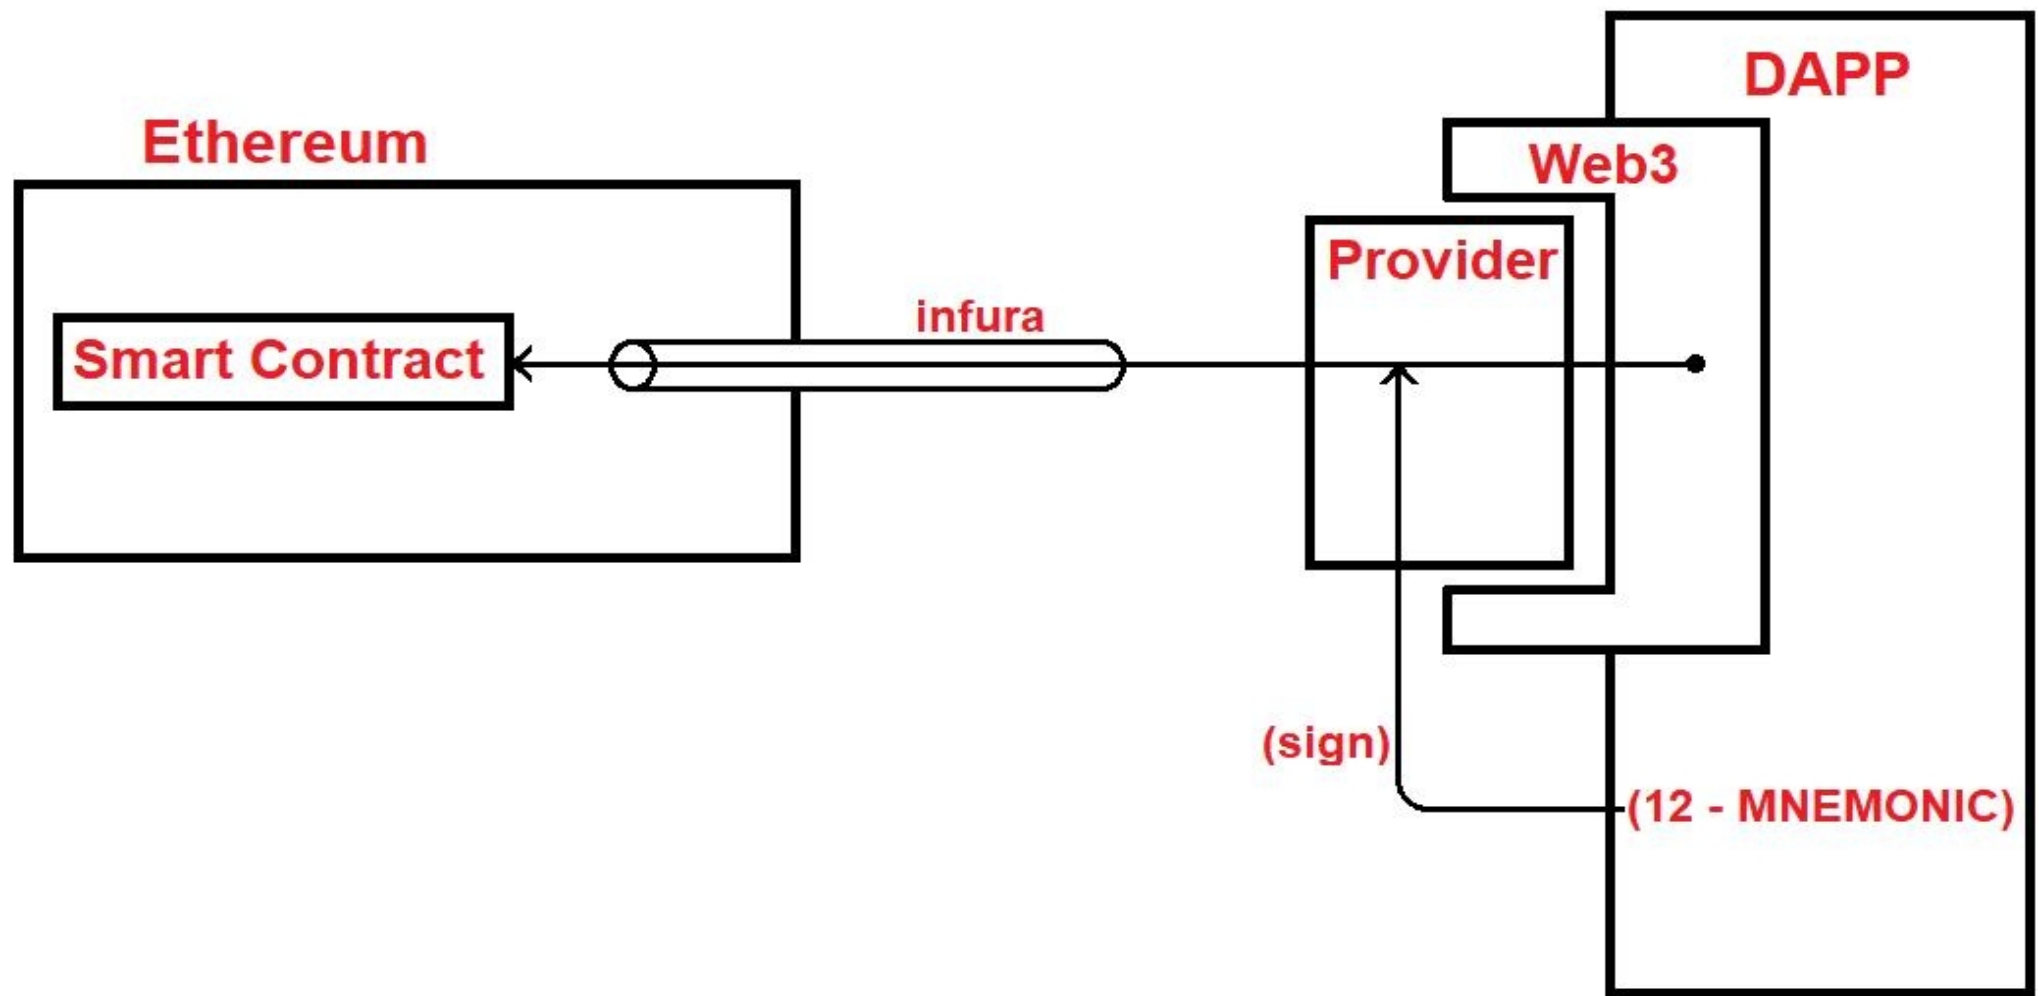 DAPP
Ethereum
Web3
Provider
infura
Smart Contract
(sign)
(12 - MNEMONIC)